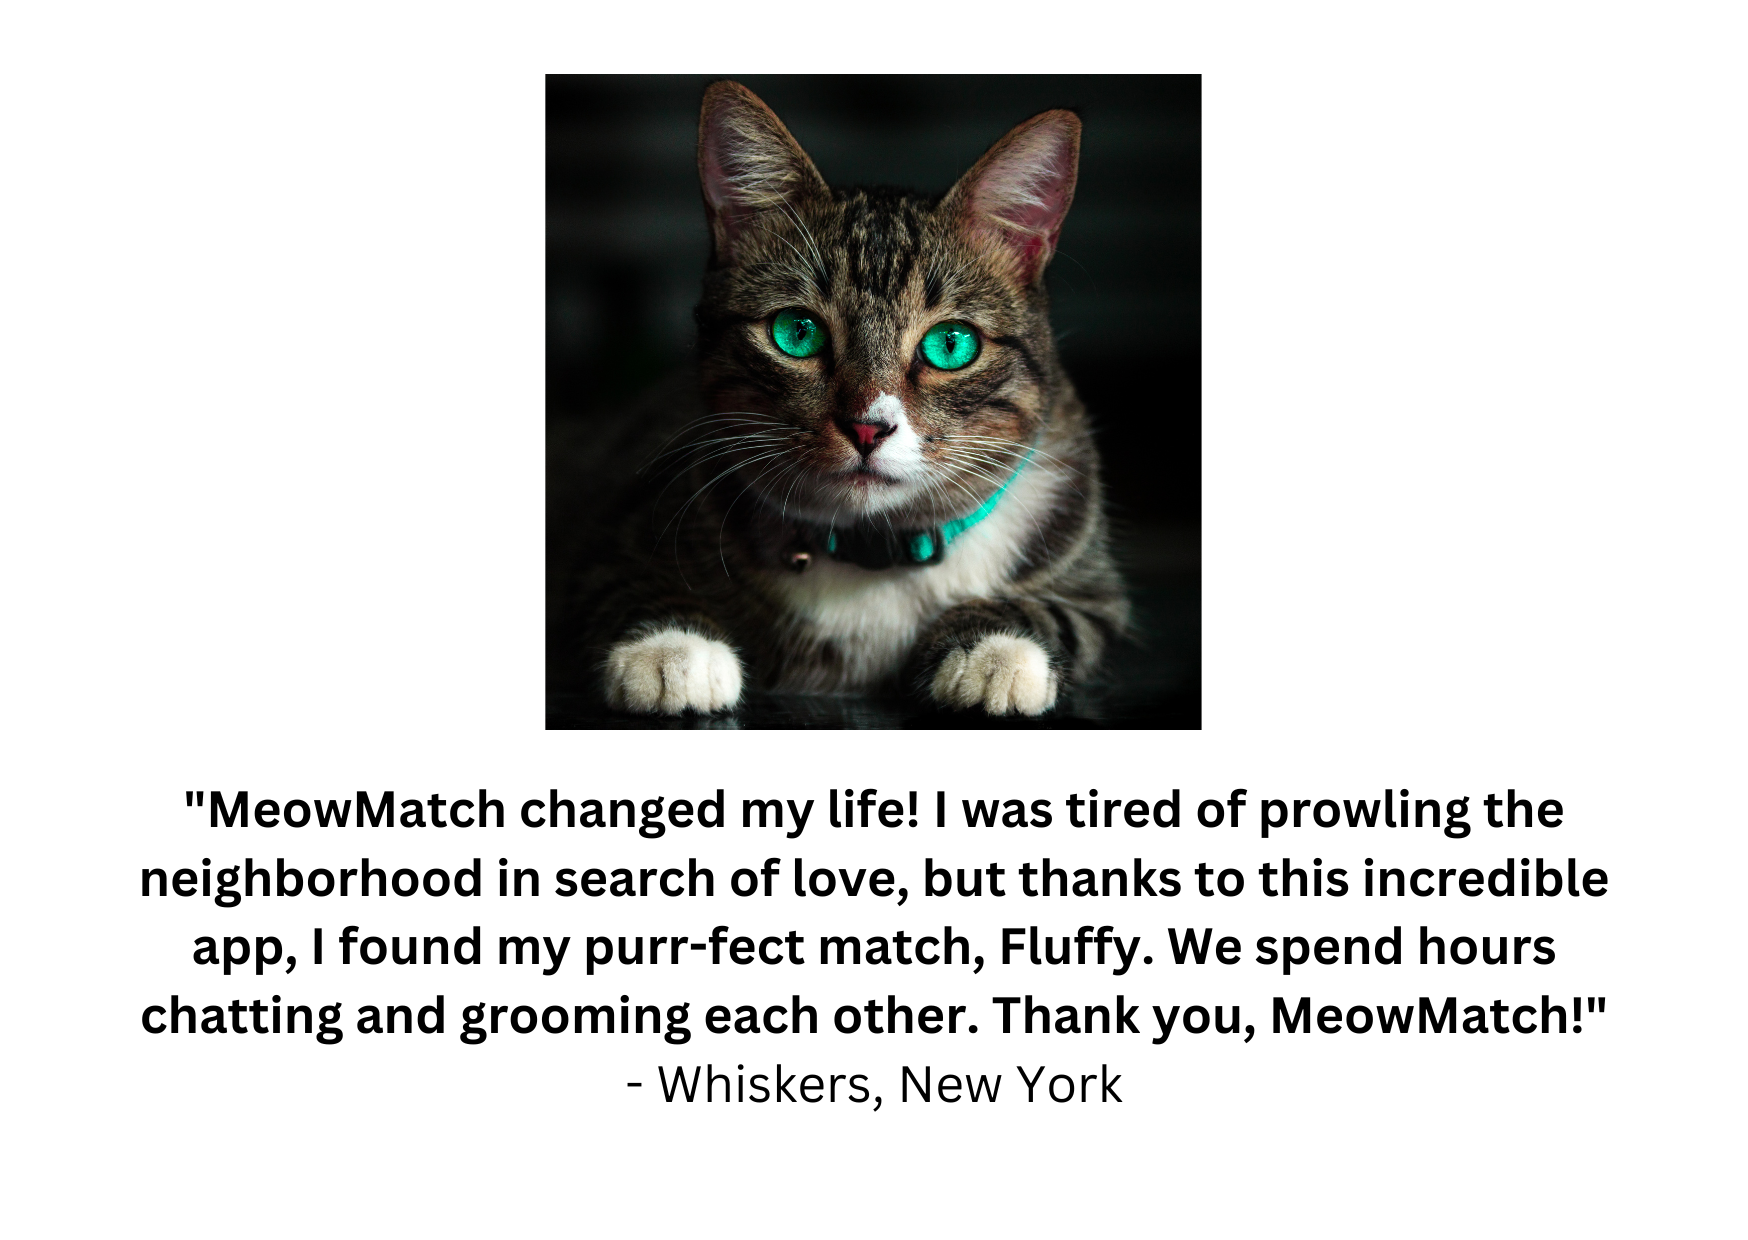 "MeowMatch changed my life! I was tired of prowling the
neighborhood in search of love, but thanks to this incredible
app, I found my purr-fect match, Fluffy. We spend hours
chatting and grooming each other. Thank you, MeowMatch!"
- Whiskers, New York